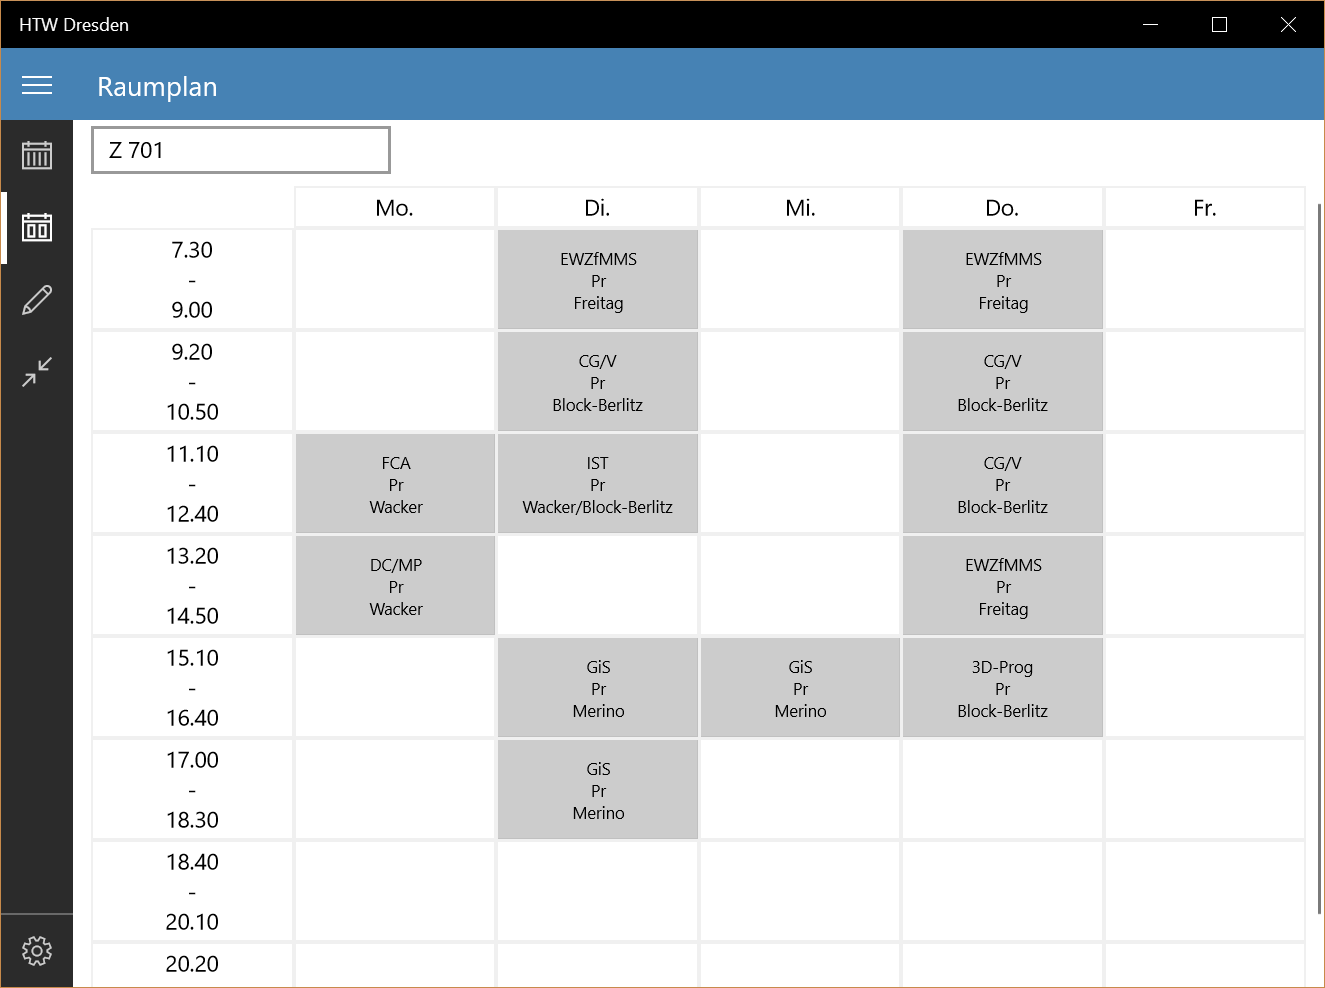 HTW Dresden
Raumplan
Z 701
Mo. Di. Mi. Do. Fr.
7.30
-
9.00
EWZfMMS
Pr
Freitag
EWZfMMS
Pr
Freitag
9.20
-
10.50
CG/V
Pr
Block-Berlitz
CG/V
Pr
Block-Berlitz
11.10
-
12.40
FCA
Pr
Wacker
IST
Pr
Wacker/Block-Berlitz
CG/V
Pr
Block-Berlitz
13.20
-
14.50
DC/MP
Pr
Wacker
EWZfMMS
Pr
Freitag
15.10
-
16.40
GiS
Pr
Merino
GiS
Pr
Merino
3D-Prog
Pr
Block-Berlitz
17.00
-
18.30
GiS
Pr
Merino
18.40
-
20.10
20.20